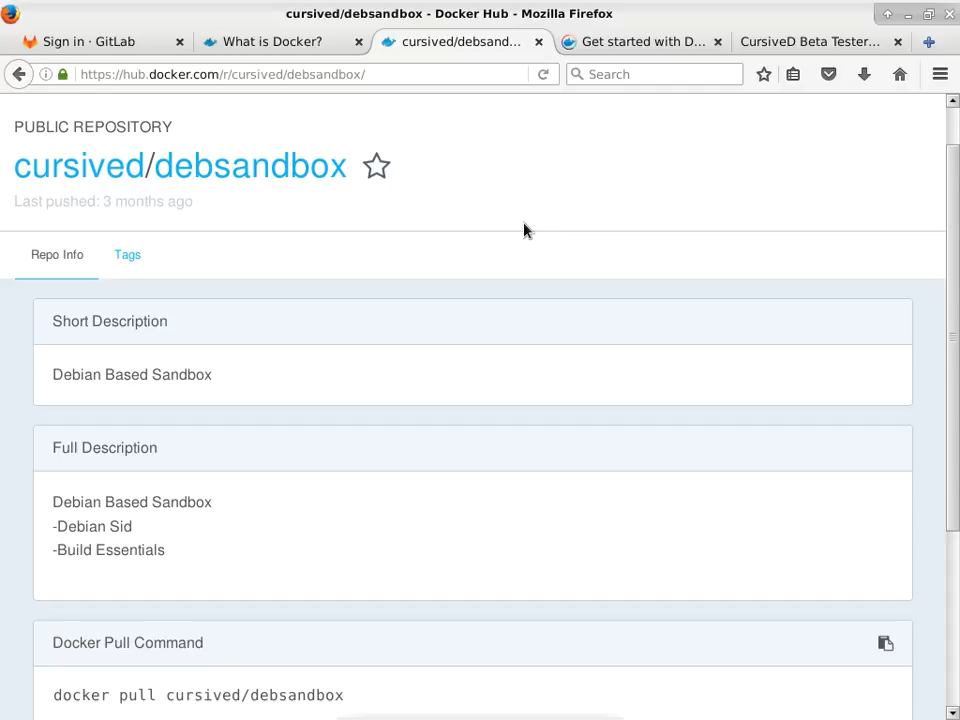 cursived/debsandbox - Docker Hub - Mozilla Firefox
Sign in · GitLab
What is Docker?
cursived/debsand...
Get started with D...
CursiveD Beta Tester...
https://hub.docker.com/r/cursived/debsandbox/
Search
PUBLIC REPOSITORY
cursived/debsandbox
Last pushed: 3 months ago
Repo Info
Tags
Short Description
Debian Based Sandbox
Full Description
Debian Based Sandbox
-Debian Sid
-Build Essentials
Docker Pull Command
docker pull cursived/debsandbox